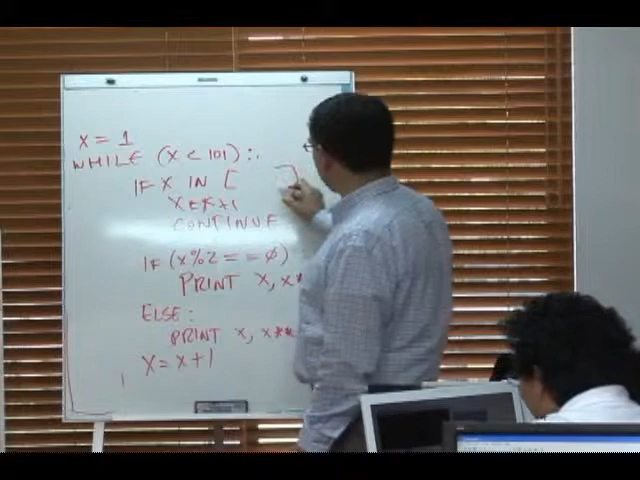 X = 1
WHILE (X < 101) :
IF X IN [ ]
X = X+1
CONTINUE
IF (X%2 == 0)
PRINT X, X**
ELSE:
PRINT X, X**
X = X+1